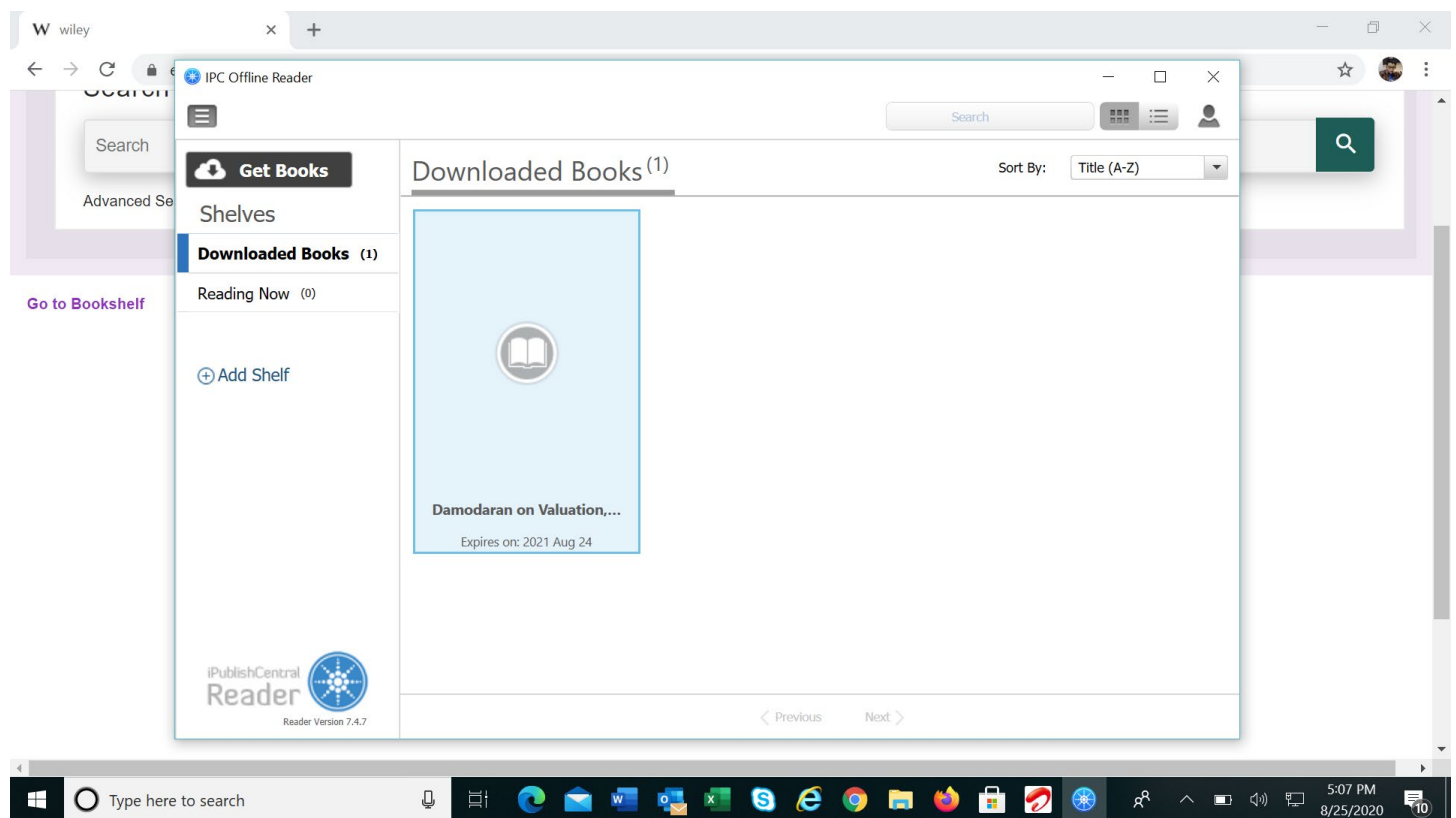 W wiley
IPC Offline Reader
Search
Search
Search
Get Books
Downloaded Books (1)
Sort By: Title (A-Z)
Advanced Se
Shelves
Downloaded Books (1)
Reading Now (0)
Go to Bookshelf
Add Shelf
Damodaran on Valuation,...
Expires on: 2021 Aug 24
iPublishCentral
Reader
Reader Version 7.4.7
Previous Next
Type here to search
5:07 PM
8/25/2020
10